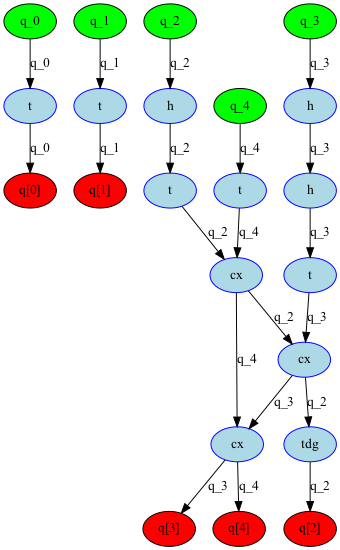 q_0 q_1 q_2 q_3
q_0 q_1 q_2 q_3
t t h q_4 h
q_0 q_1 q_2 q_4 q_3
q[0] q[1] t t h
q_2 q_4 q_3
cx t
q_2 q_3
q_4 cx
q_3 q_2
cx tdg
q_3 q_4 q_2
q[3] q[4] q[2]